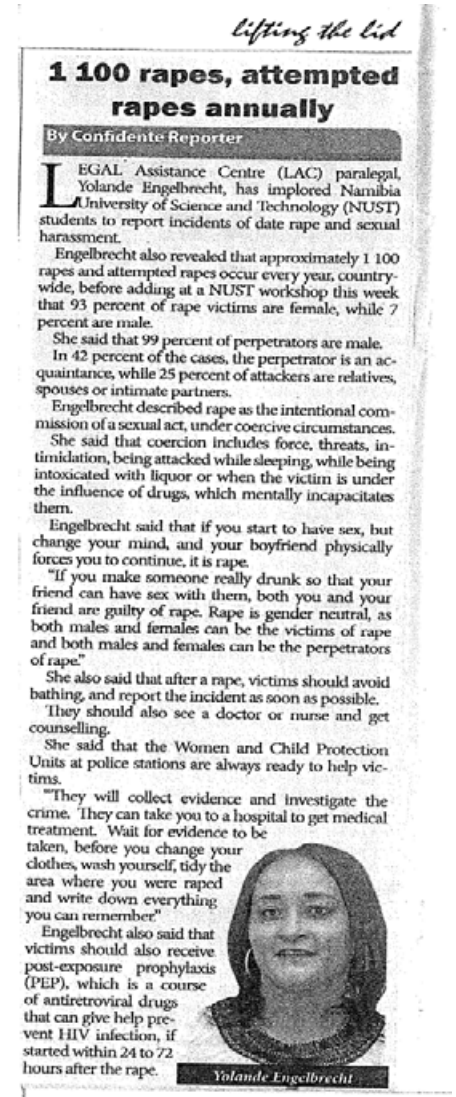 lifting the lid
1 100 rapes, attempted
rapes annually
By Confidente Reporter
LEGAL Assistance Centre (LAC) paralegal,
Yolande Engelbrecht, has implored Namibia
University of Science and Technology (NUST)
students to report incidents of date rape and sexual
harassment.
Engelbrecht also revealed that approximately 1 100
rapes and attempted rapes occur every year, country-
wide, before adding at a NUST workshop this week
that 93 percent of rape victims are female, while 7
percent are male.
She said that 99 percent of perpetrators are male.
In 42 percent of the cases, the perpetrator is an ac-
quaintance, while 25 percent of attackers are relatives,
spouses or intimate partners.
Engelbrecht described rape as the intentional com-
mission of a sexual act, under coercive circumstances.
She said that coercion includes force, threats, in-
timidation, being attacked while sleeping, while being
intoxicated with liquor or when the victim is under
the influence of drugs, which mentally incapacitates
them.
Engelbrecht said that if you start to have sex, but
change your mind, and your boyfriend physically
forces you to continue, it is rape.
"If you make someone really drunk so that your
friend can have sex with them, both you and your
friend are guilty of rape. Rape is gender neutral, as
both males and females can be the victims of rape
and both males and females can be the perpetrators
of rape."
She also said that after a rape, victims should avoid
bathing, and report the incident as soon as possible.
They should also see a doctor or nurse and get
counselling.
She said that the Women and Child Protection
Units at police stations are always ready to help vic-
tims.
"They will collect evidence and investigate the
crime. They can take you to a hospital to get medical
treatment. Wait for evidence to be
taken, before you change your
clothes, wash yourself, tidy the
area where you were raped
and write down everything
you can remember"
Engelbrecht also said that
victims should also receive
post-exposure prophylaxis
(PEP), which is a course
of antiretroviral drugs
that can give help pre-
vent HIV infection, if
started within 24 to 72
hours after the rape.
Yolande Engelbrecht